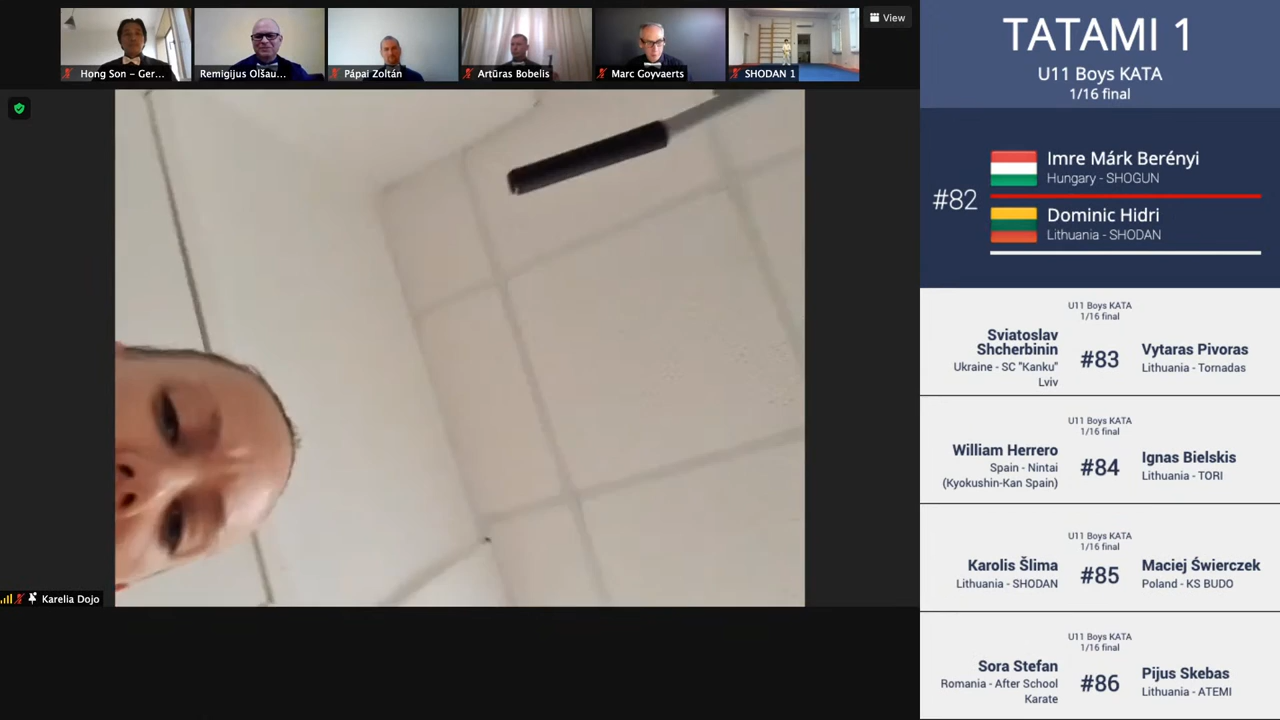 Hong Son – Ger...
Remigijus Olšau...
Pápai Zoltán
Artūras Bobelis
Marc Goyvaerts
SHODAN 1
View
Karelia Dojo
TATAMI 1
U11 Boys KATA
1/16 final
#82
Imre Márk Berényi
Hungary - SHOGUN
Dominic Hidri
Lithuania - SHODAN
U11 Boys KATA
1/16 final
Sviatoslav
Shcherbinin
Ukraine - SC "Kanku"
Lviv
#83
Vytaras Pivoras
Lithuania - Tornadas
U11 Boys KATA
1/16 final
William Herrero
Spain - Nintai
(Kyokushin-Kan Spain)
#84
Ignas Bielskis
Lithuania - TORI
U11 Boys KATA
1/16 final
Karolis Šlima
Lithuania - SHODAN
#85
Maciej Świerczek
Poland - KS BUDO
U11 Boys KATA
1/16 final
Sora Stefan
Romania - After School
Karate
#86
Pijus Skebas
Lithuania - ATEMI